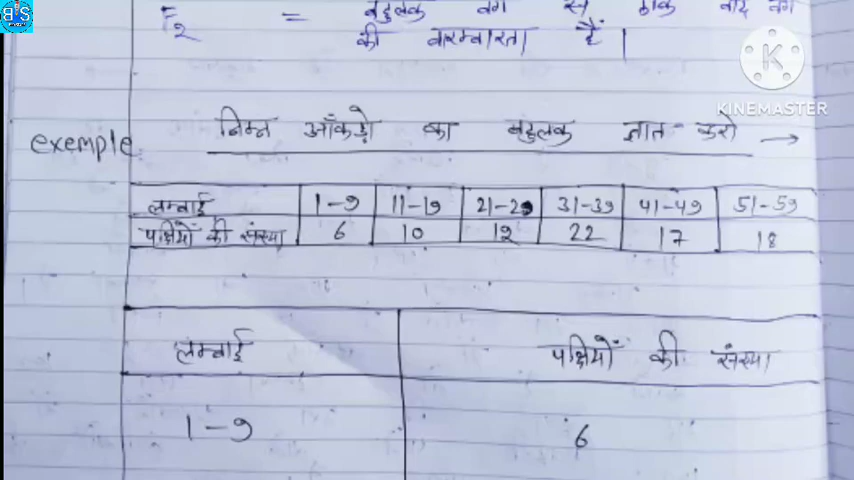 BS
F2 = बहुलक वर्ग से ठीक बाद वर्ग
की बारम्बारता हैं।
KINEMASTER
exemple: निम्न आँकड़ो का बहुलक ज्ञात करो →
लम्बाई 1-9 11-19 21-29 31-39 41-49 51-59
पक्षियों की संख्या 6 10 12 22 17 18
लम्बाई पक्षियों की संख्या
1-9 6